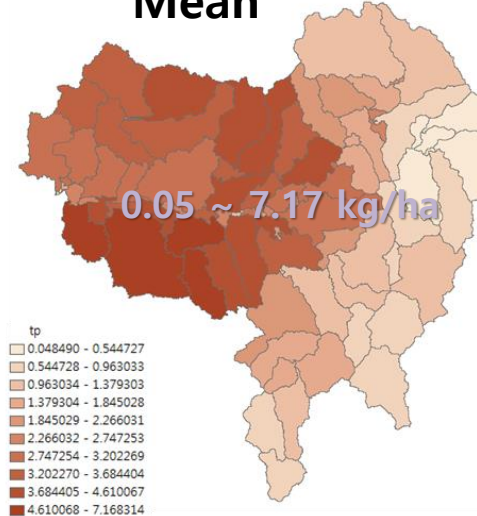 Mean
0.05 ~ 7.17 kg/ha
tp
0.048490 - 0.544727
0.544728 - 0.963033
0.963034 - 1.379303
1.379304 - 1.845028
1.845029 - 2.266031
2.266032 - 2.747253
2.747254 - 3.202269
3.202270 - 3.684404
3.684405 - 4.610067
4.610068 - 7.168314